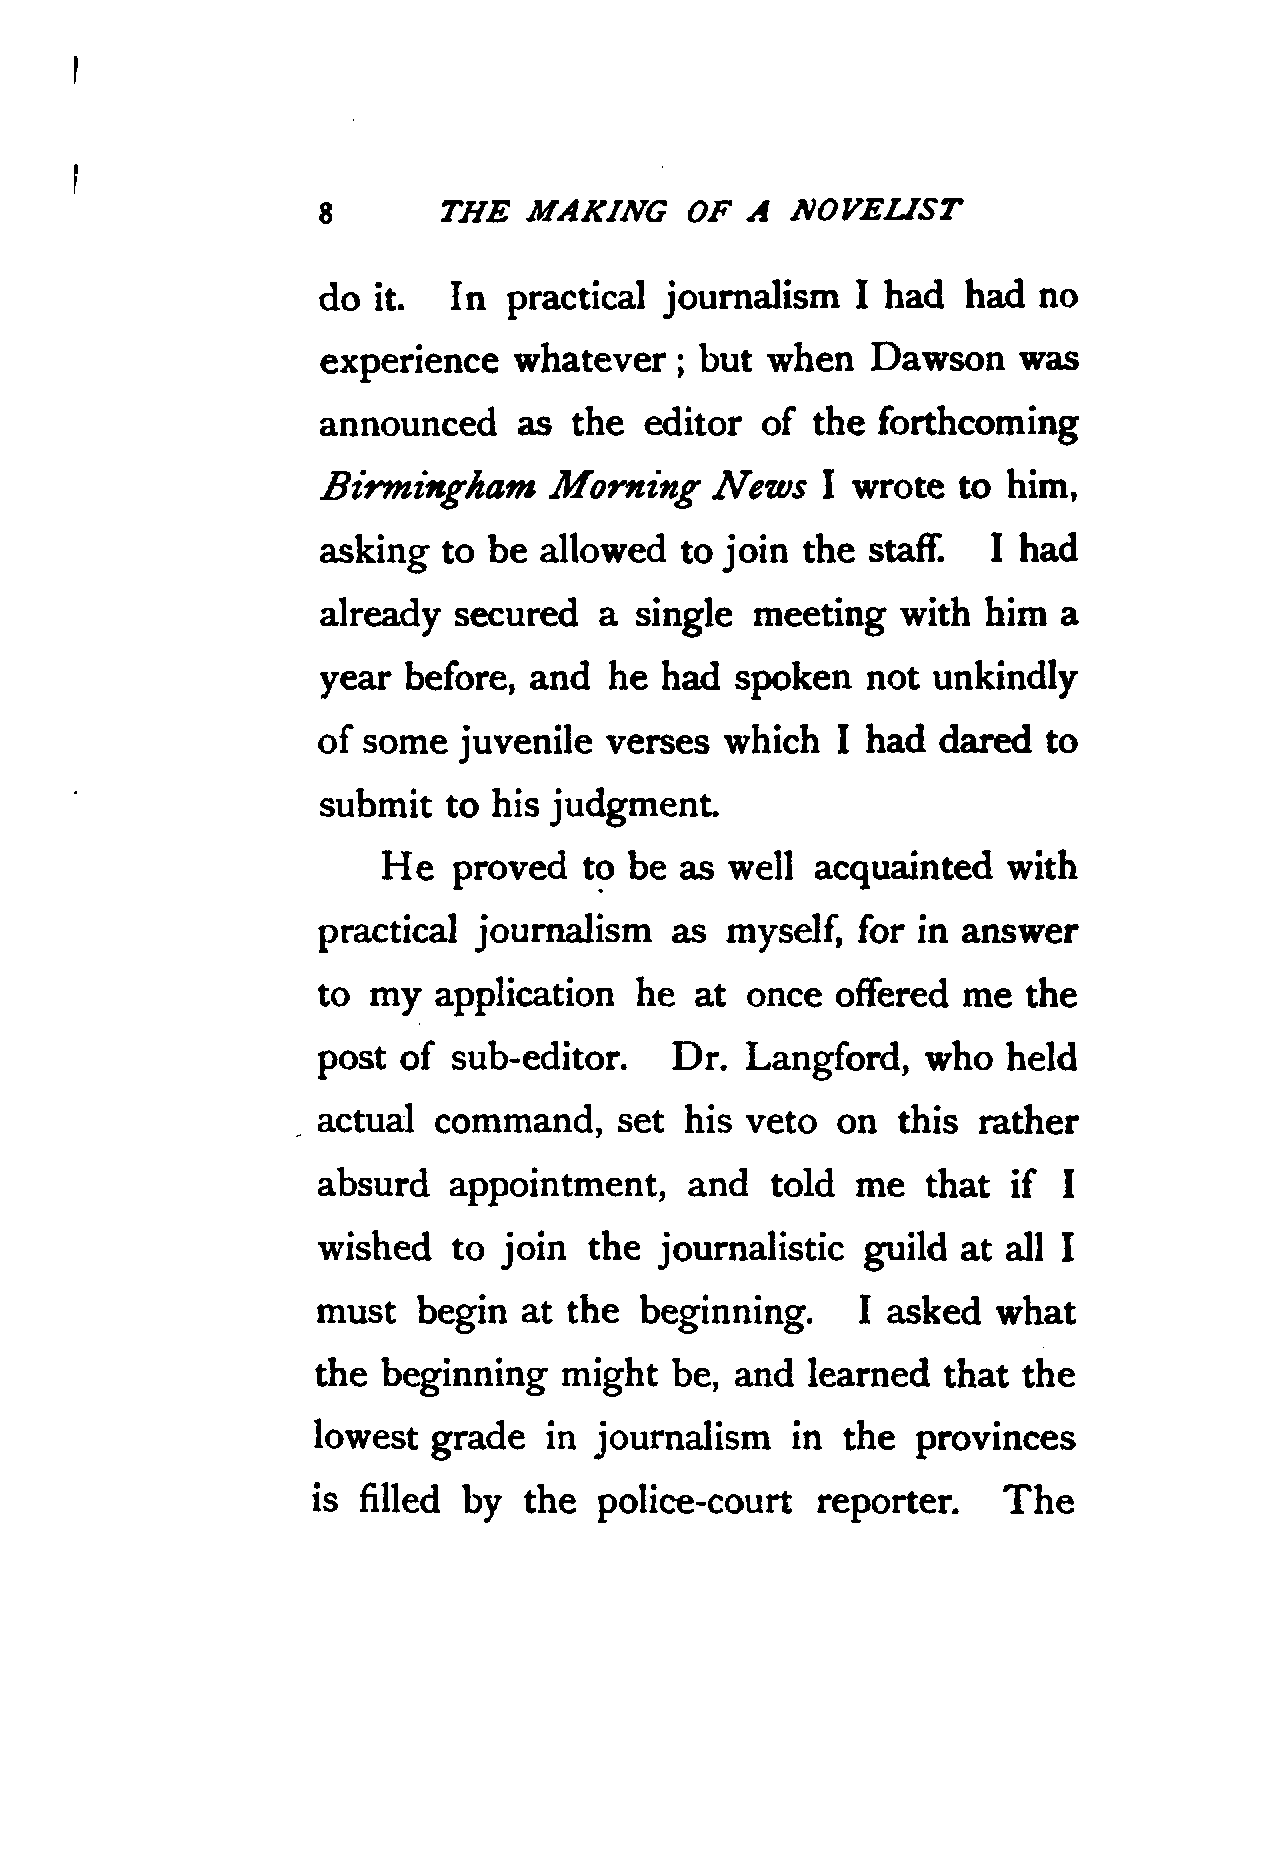 8 THE MAKING OF A NOVELIST
do it. In practical journalism I had had no
experience whatever ; but when Dawson was
announced as the editor of the forthcoming
Birmingham Morning News I wrote to him,
asking to be allowed to join the staff. I had
already secured a single meeting with him a
year before, and he had spoken not unkindly
of some juvenile verses which I had dared to
submit to his judgment.
He proved to be as well acquainted with
practical journalism as myself, for in answer
to my application he at once offered me the
post of sub-editor. Dr. Langford, who held
actual command, set his veto on this rather
absurd appointment, and told me that if I
wished to join the journalistic guild at all I
must begin at the beginning. I asked what
the beginning might be, and learned that the
lowest grade in journalism in the provinces
is filled by the police-court reporter. The